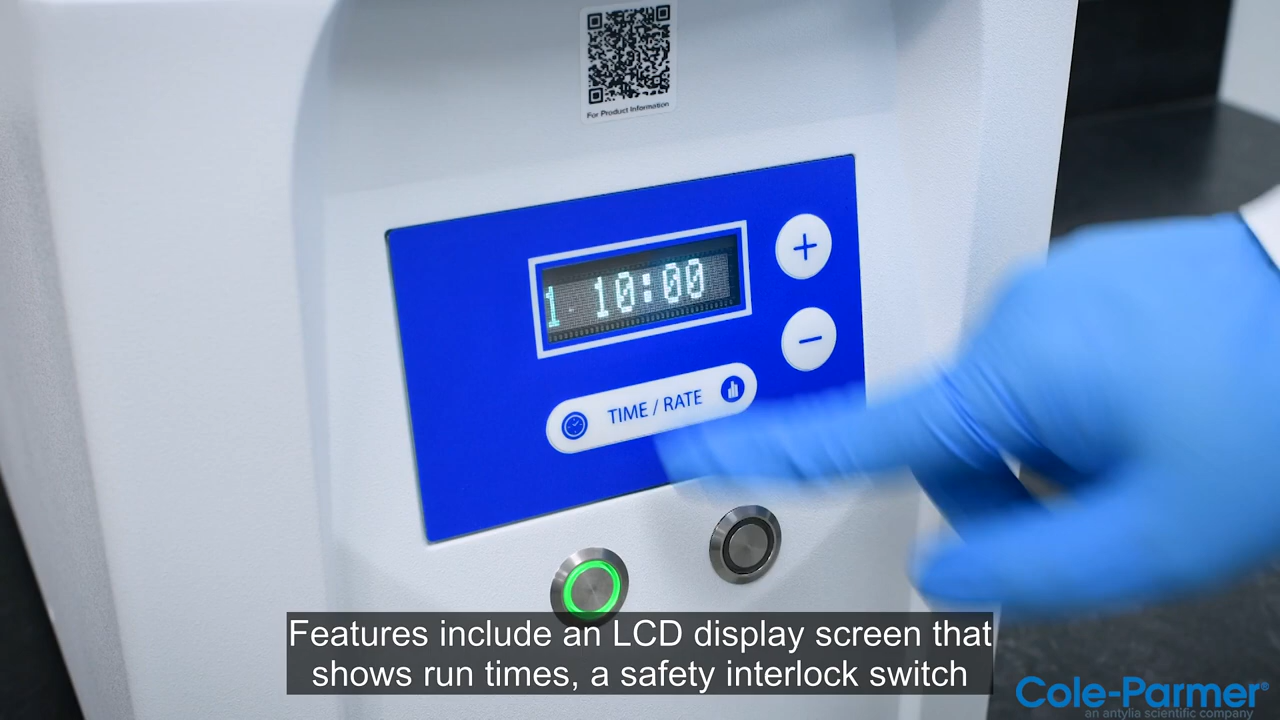 For Product Information
1 10:00
+
−
TIME / RATE
Features include an LCD display screen that
shows run times, a safety interlock switch
Cole-Parmer®
an antylia scientific company